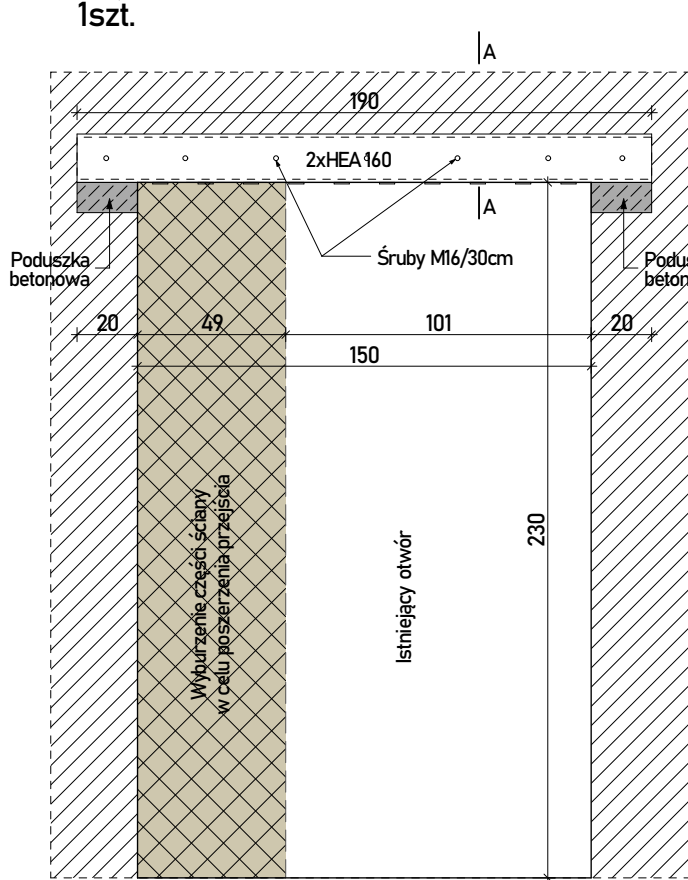 1szt.
A
190
2xHEA 160
A
Poduszka
betonowa
Śruby M16/30cm
20
49
101
20
150
Wyburzenie części ściany
w celu poszerzenia przejścia
Istniejący otwór
230